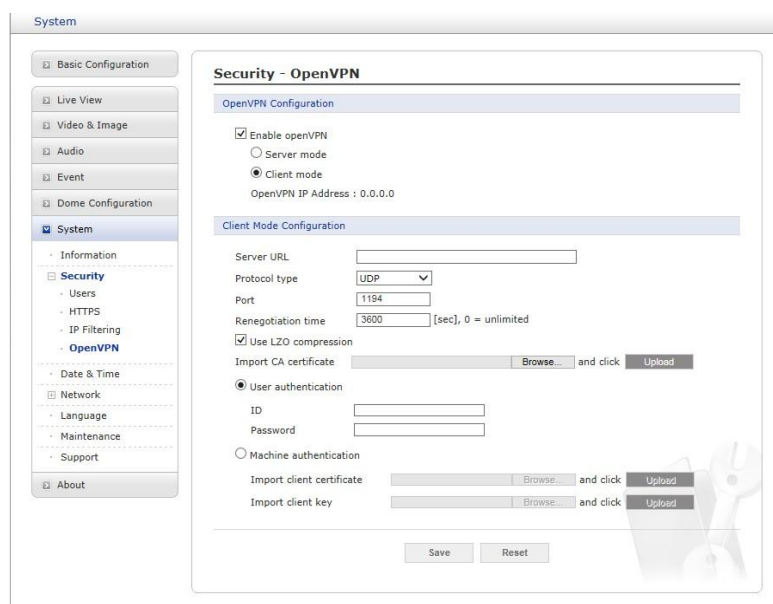 System
Basic Configuration
Live View
Video & Image
Audio
Event
Dome Configuration
System
Information
Security
Users
HTTPS
IP Filtering
OpenVPN
Date & Time
Network
Language
Maintenance
Support
About
Security - OpenVPN
OpenVPN Configuration
Enable openVPN
Server mode
Client mode
OpenVPN IP Address : 0.0.0.0
Client Mode Configuration
Server URL
Protocol type UDP
Port 1194
Renegotiation time 3600 [sec], 0 = unlimited
Use LZO compression
Import CA certificate Browse... and click Upload
User authentication
ID
Password
Machine authentication
Import client certificate Browse... and click Upload
Import client key Browse... and click Upload
Save Reset